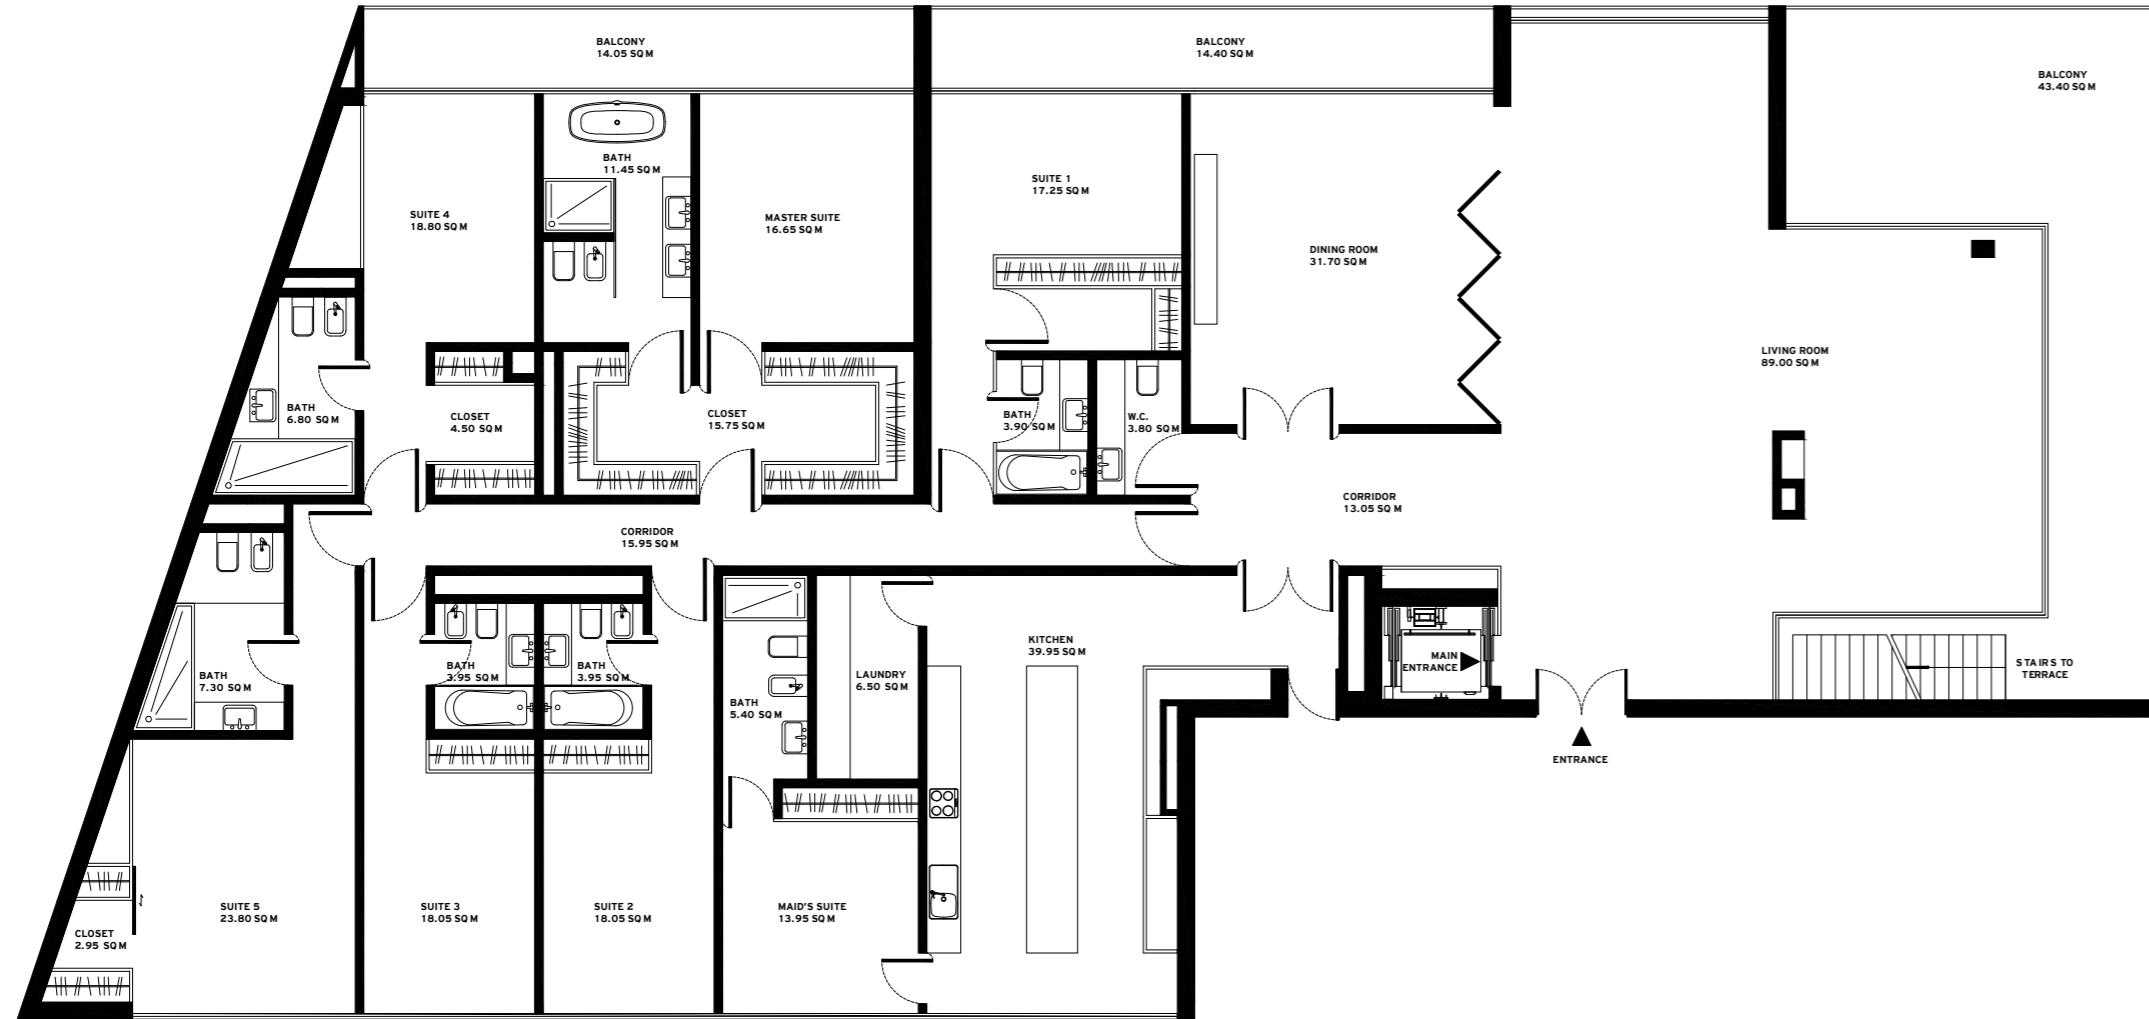 BALCONY
14.05 SQ M
BALCONY
14.40 SQ M
BALCONY
43.40 SQ M
BATH
11.45 SQ M
SUITE 1
17.25 SQ M
SUITE 4
18.80 SQ M
MASTER SUITE
16.65 SQ M
DINING ROOM
31.70 SQ M
LIVING ROOM
89.00 SQ M
BATH
6.80 SQ M
CLOSET
4.50 SQ M
CLOSET
15.75 SQ M
BATH
3.90 SQ M
W.C.
3.80 SQ M
CORRIDOR
13.05 SQ M
CORRIDOR
15.95 SQ M
BATH
7.30 SQ M
BATH
3.95 SQ M
BATH
3.95 SQ M
BATH
5.40 SQ M
LAUNDRY
6.50 SQ M
KITCHEN
39.95 SQ M
MAIN
ENTRANCE
STAIRS TO
TERRACE
ENTRANCE
SUITE 5
23.80 SQ M
SUITE 3
18.05 SQ M
SUITE 2
18.05 SQ M
MAID'S SUITE
13.95 SQ M
CLOSET
2.95 SQ M